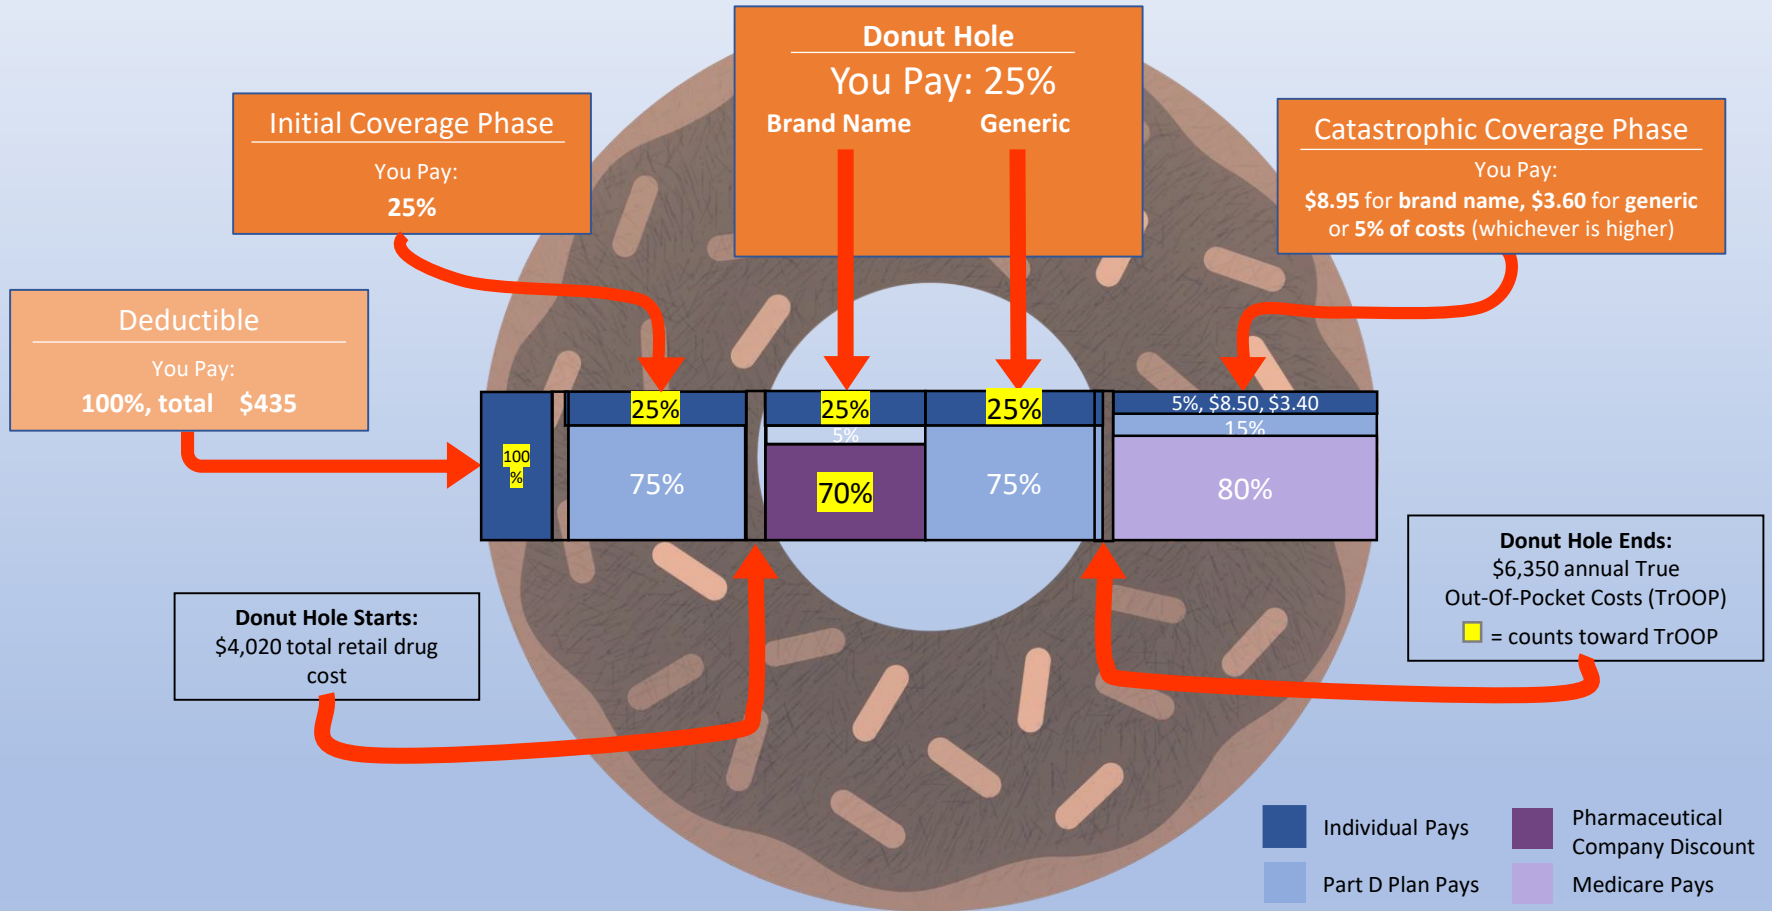 Donut Hole
You Pay: 25%
Brand Name Generic
Initial Coverage Phase
You Pay:
25%
Catastrophic Coverage Phase
You Pay:
$8.95 for brand name, $3.60 for generic
or 5% of costs (whichever is higher)
Deductible
You Pay:
100%, total $435
100
%
25%
75%
25%
5%
70%
25%
75%
5%, $8.50, $3.40
15%
80%
Donut Hole Starts:
$4,020 total retail drug
cost
Donut Hole Ends:
$6,350 annual True
Out-Of-Pocket Costs (TrOOP)
= counts toward TrOOP
Individual Pays
Pharmaceutical
Company Discount
Part D Plan Pays
Medicare Pays